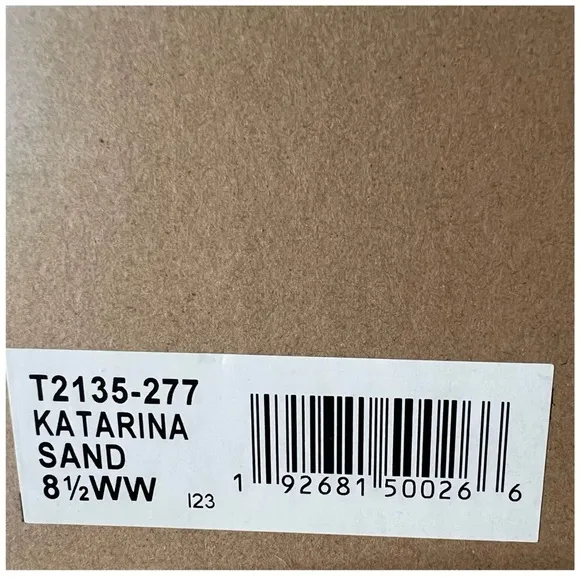 T2135-277
KATARINA
SAND
8½WW I23
1 92681 50026 6